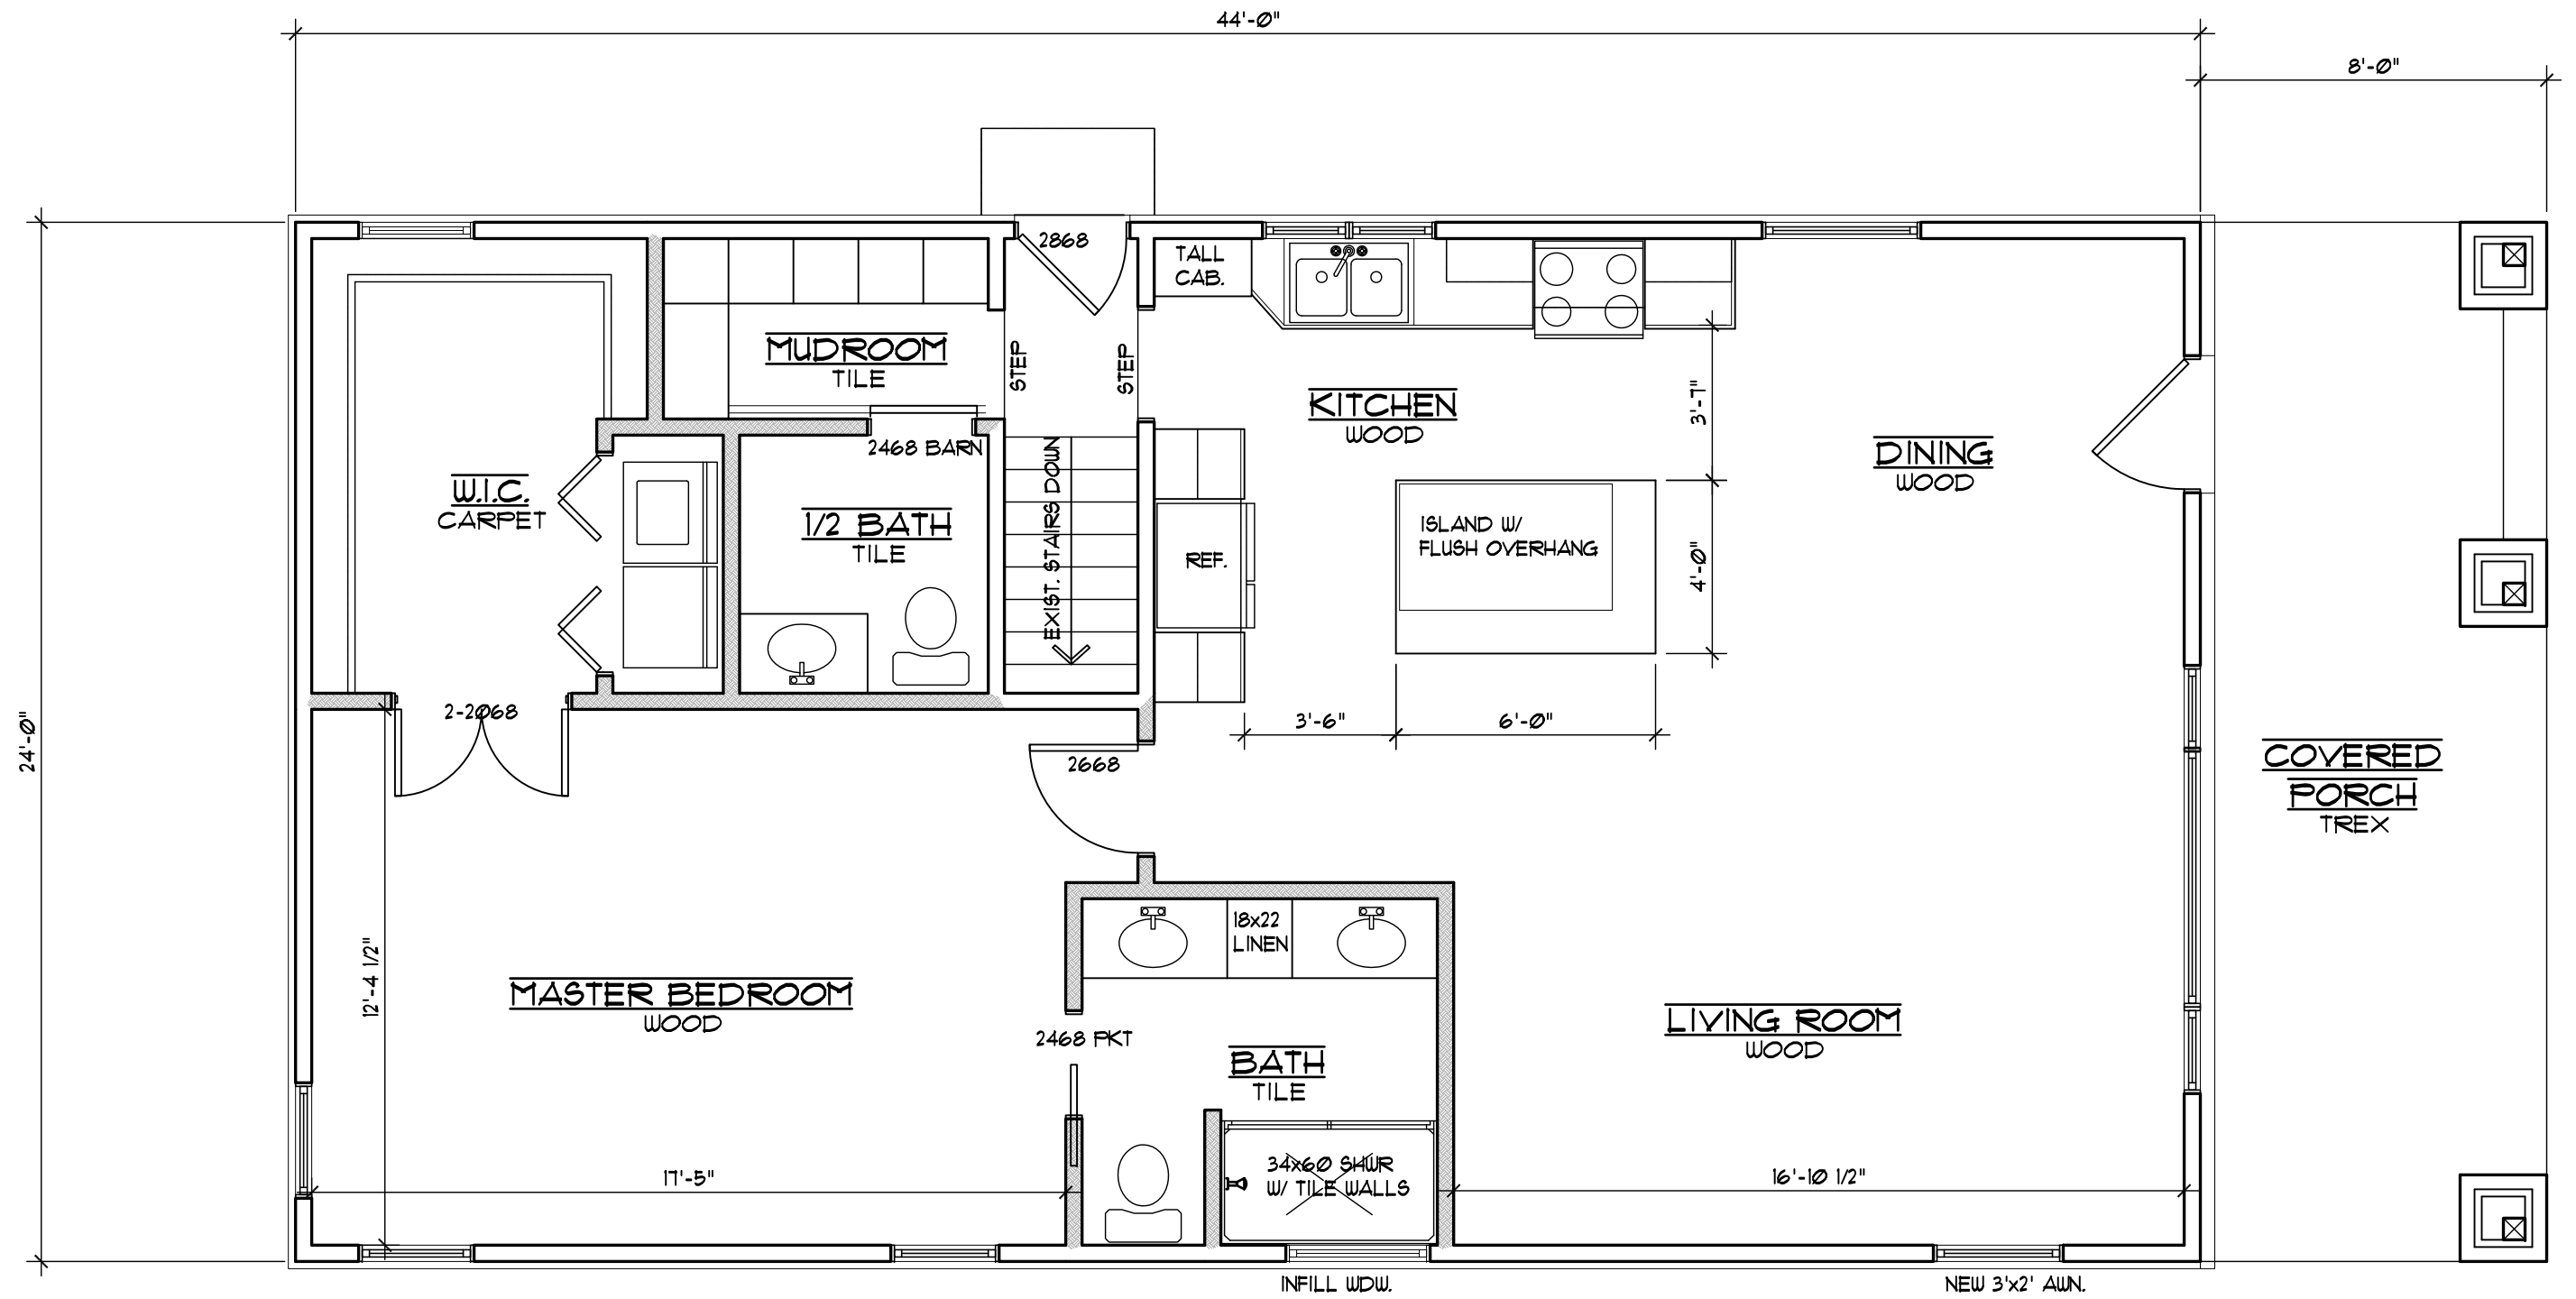 44'-0"
8'-0"
2868
TALL
CAB.
MUDROOM
TILE
STEP
STEP
KITCHEN
WOOD
3'-7"
2468 BARN
DINING
WOOD
W.I.C.
CARPET
1/2 BATH
TILE
EXIST. STAIRS DOWN
REF.
ISLAND W/
FLUSH OVERHANG
4'-0"
2-2068
3'-6"
6'-0"
24'-0"
2668
COVERED
PORCH
TREX
18x22
LINEN
12'-4 1/2"
MASTER BEDROOM
WOOD
2468 PKT
BATH
TILE
LIVING ROOM
WOOD
17'-5"
34x60 SHWR
W/ TILE WALLS
16'-10 1/2"
INFILL WDW.
NEW 3'x2' AWN.